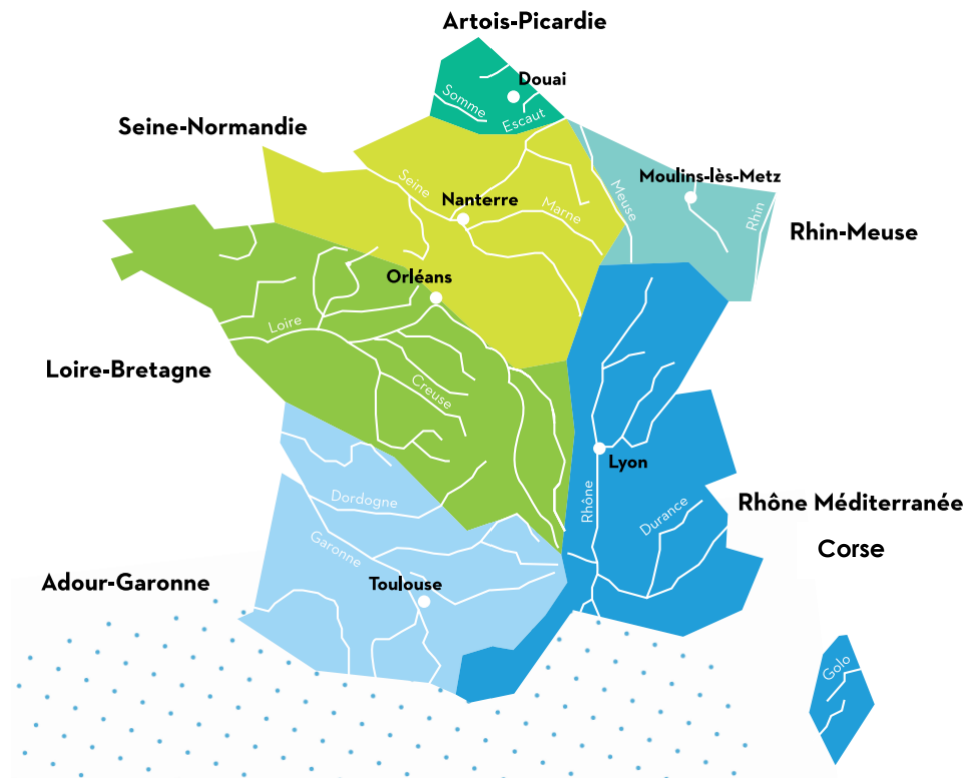 Artois-Picardie
Douai
Somme
Escaut
Seine-Normandie
Seine
Nanterre
Marne
Meuse
Moulins-lès-Metz
Rhin
Rhin-Meuse
Orléans
Loire
Loire-Bretagne
Creuse
Lyon
Rhône
Durance
Rhône Méditerranée
Corse
Dordogne
Garonne
Adour-Garonne
Toulouse
Golo